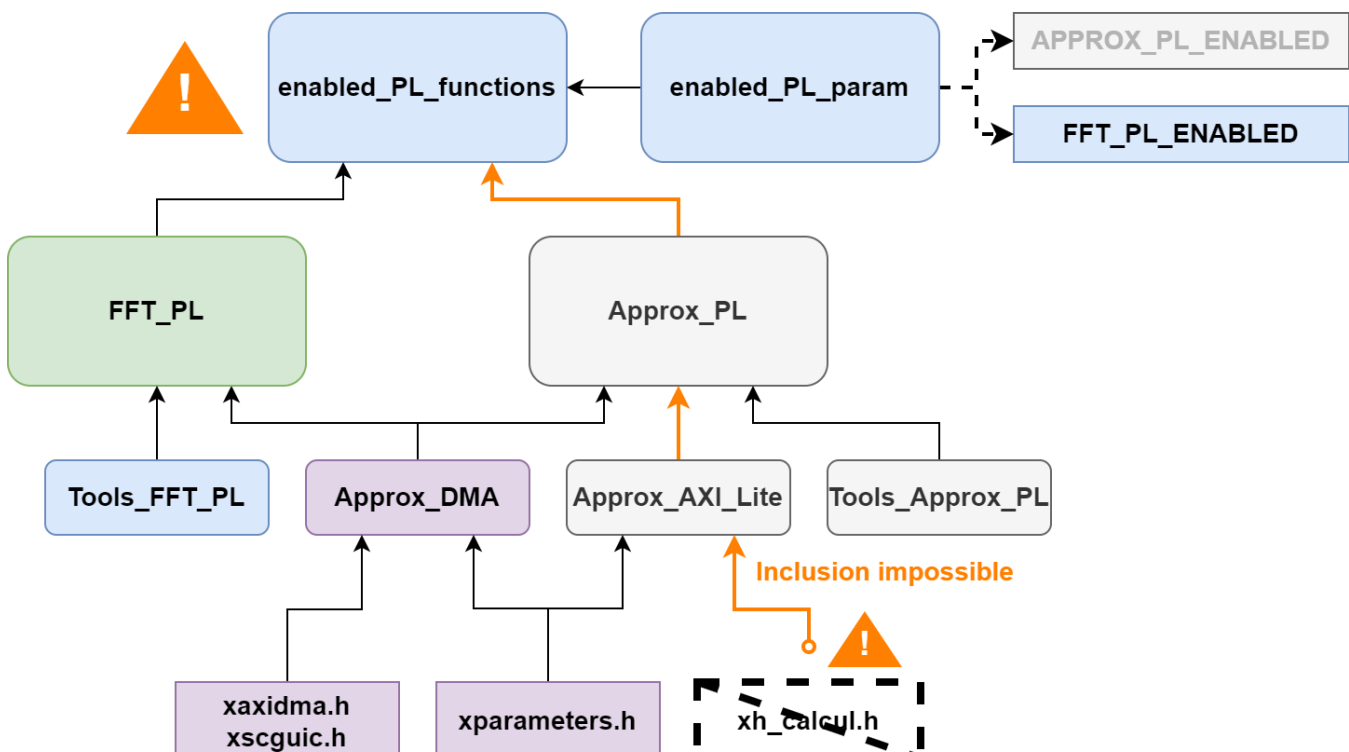 !
enabled_PL_functions
enabled_PL_param
APPROX_PL_ENABLED
FFT_PL_ENABLED
FFT_PL
Approx_PL
Tools_FFT_PL
Approx_DMA
Approx_AXI_Lite
Tools_Approx_PL
Inclusion impossible
!
xaxidma.h
xscguic.h
xparameters.h
xh_calcul.h